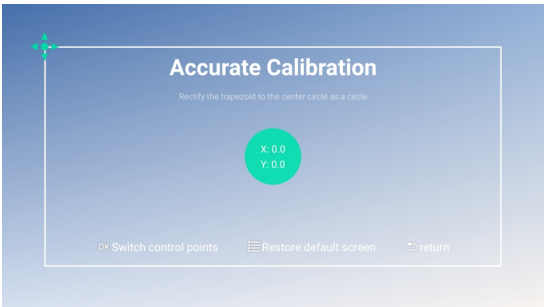 Accurate Calibration
Rectify the trapezoid to the center circle as a circle
X: 0.0
Y: 0.0
OK Switch control points Restore default screen return